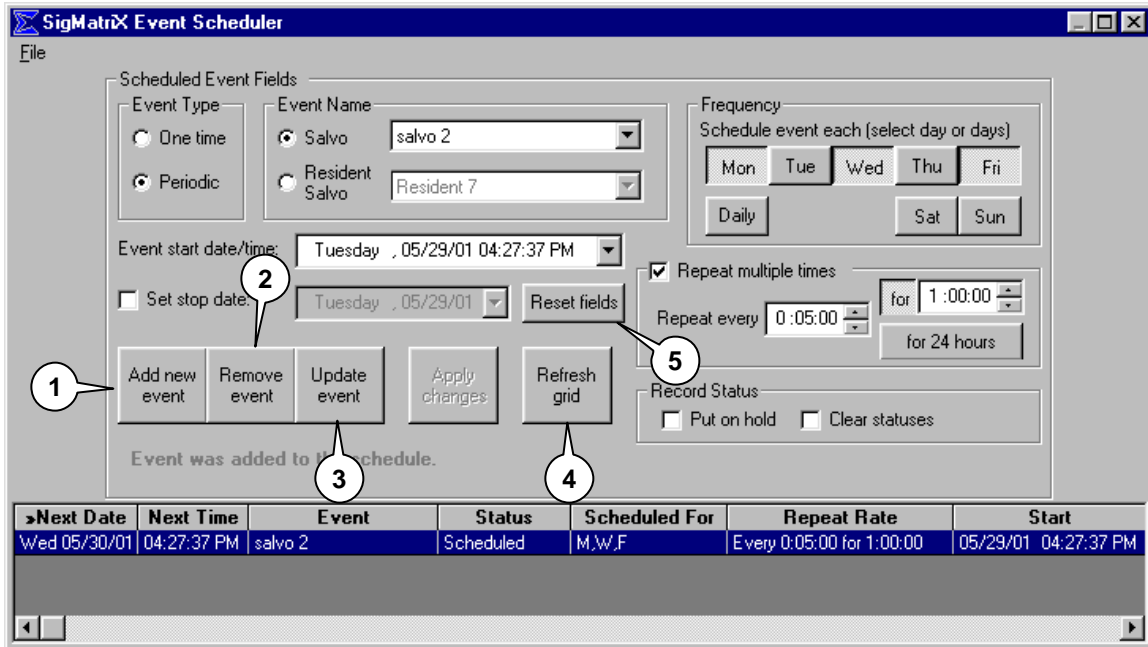 SigMatriX Event Scheduler
File
Scheduled Event Fields
Event Type
One time
Periodic
Event Name
Salvo
salvo 2
Resident Salvo
Resident 7
Frequency
Schedule event each (select day or days)
Mon Tue Wed Thu Fri
Daily Sat Sun
Event start date/time:
Tuesday , 05/29/01 04:27:37 PM
2
Set stop date:
Tuesday , 05/29/01
Reset fields
Repeat multiple times
Repeat every 0 :05:00
for 1 :00:00
for 24 hours
5
1
Add new event
Remove event
Update event
Apply changes
Refresh grid
Record Status
Put on hold Clear statuses
Event was added to schedule.
3
4
»Next Date Next Time Event Status Scheduled For Repeat Rate Start
Wed 05/30/01 04:27:37 PM salvo 2 Scheduled M,W,F Every 0:05:00 for 1:00:00 05/29/01 04:27:37 PM